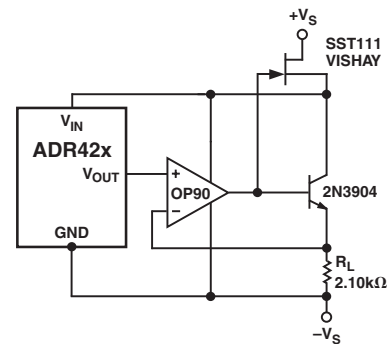 +VS
SST111
VISHAY
VIN
ADR42x
VOUT
+
OP90
−
2N3904
GND
RL
2.10kΩ
−VS